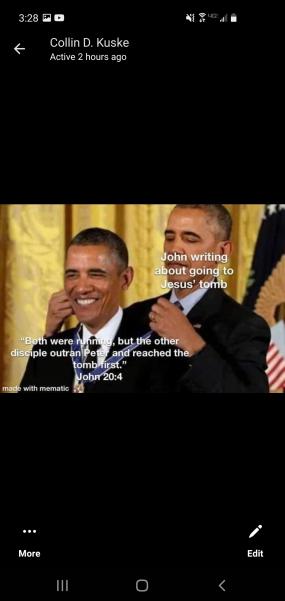 3:28
Collin D. Kuske
Active 2 hours ago
John writing
about going to
Jesus' tomb
"Both were running, but the other
disciple outran Peter and reached the
tomb first."
John 20:4
made with mematic
More
Edit